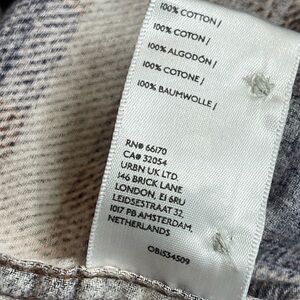 100% COTTON /
100% COTON /
100% ALGODÓN /
100% COTONE /
100% BAUMWOLLE /
RN# 66170
CA# 32054
URBN UK LTD.
146 BRICK LANE
LONDON, E1 6RU
LEIDSESTRAAT 32,
1017 PB AMSTERDAM,
NETHERLANDS
OB1534509